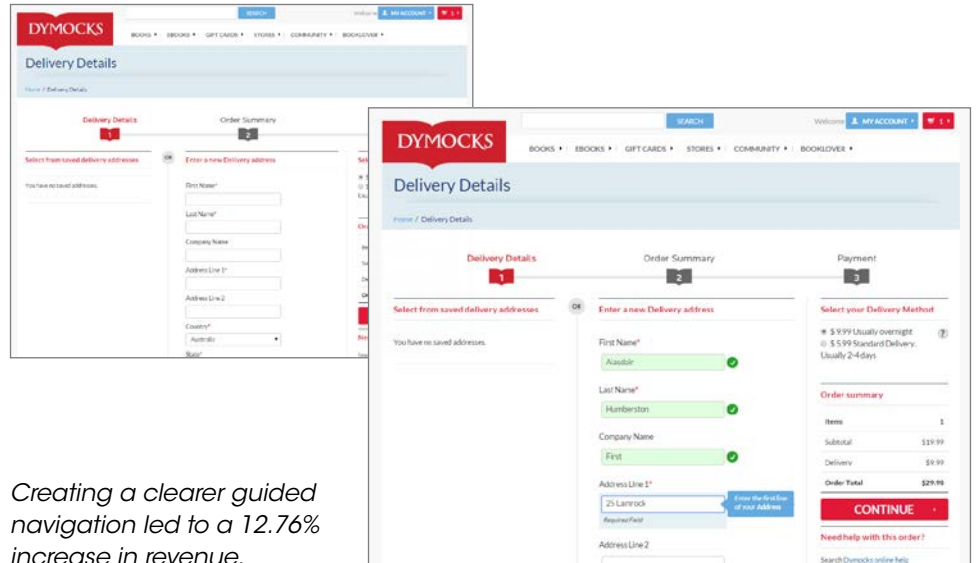 SEARCH
Welcome MY ACCOUNT 1
DYMOCKS
BOOKS EBOOKS GIFT CARDS STORES COMMUNITY BOOKLOVER
Delivery Details
Home / Delivery Details
Delivery Details Order Summary
1 2
Select from saved delivery addresses OR Enter a new Delivery address
You have no saved addresses.
First Name*
Last Name*
Company Name
Address Line 1*
Address Line 2
Country*
Australia
State*
SEARCH Welcome MY ACCOUNT 1
DYMOCKS
BOOKS EBOOKS GIFT CARDS STORES COMMUNITY BOOKLOVER
Delivery Details
Home / Delivery Details
Delivery Details Order Summary Payment
1 2 3
Select from saved delivery addresses OR Enter a new Delivery address
You have no saved addresses.
First Name*
Alasdair
Last Name*
Humberston
Company Name
First
Address Line 1*
25 Lamrock
Enter the first line
of your Address
Required Field
Address Line 2
Select your Delivery Method
$ 9.99 Usually overnight ?
$ 5.99 Standard Delivery.
Usually 2-4 days
Order summary
Items 1
Subtotal $19.99
Delivery $9.99
Order Total $29.98
CONTINUE
Need help with this order?
Search Dymocks online help
Creating a clearer guided
navigation led to a 12.76%
increase in revenue.